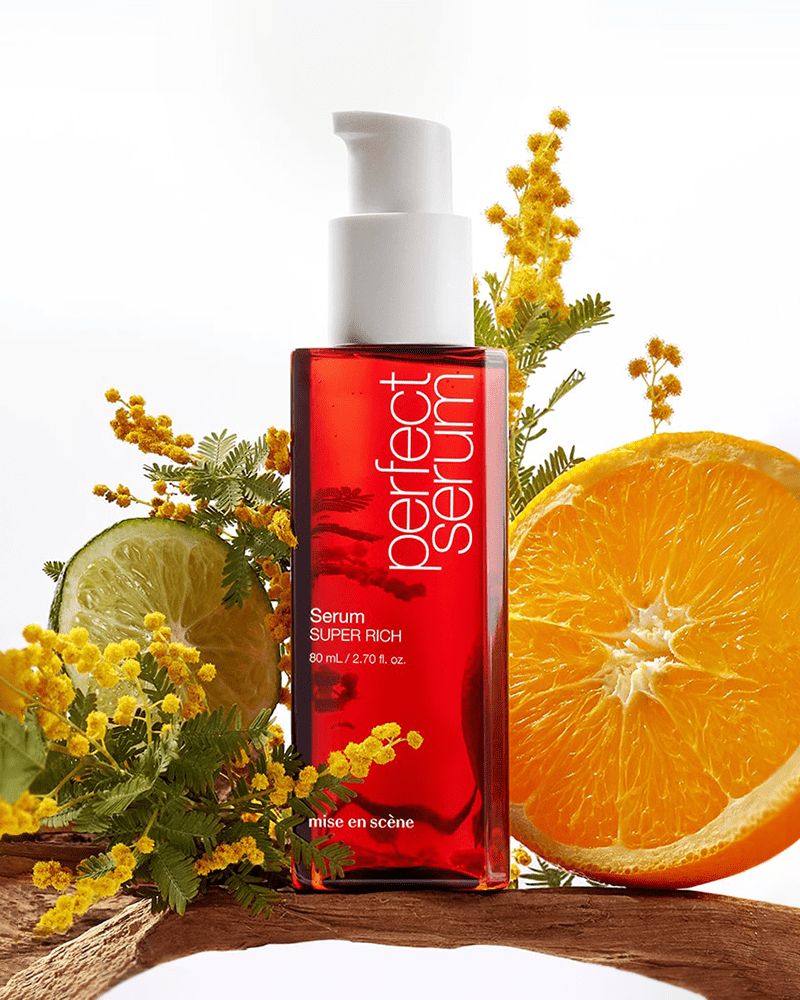 perfect
serum
Serum
SUPER RICH
80 mL / 2.70 fl. oz.
mise en scène